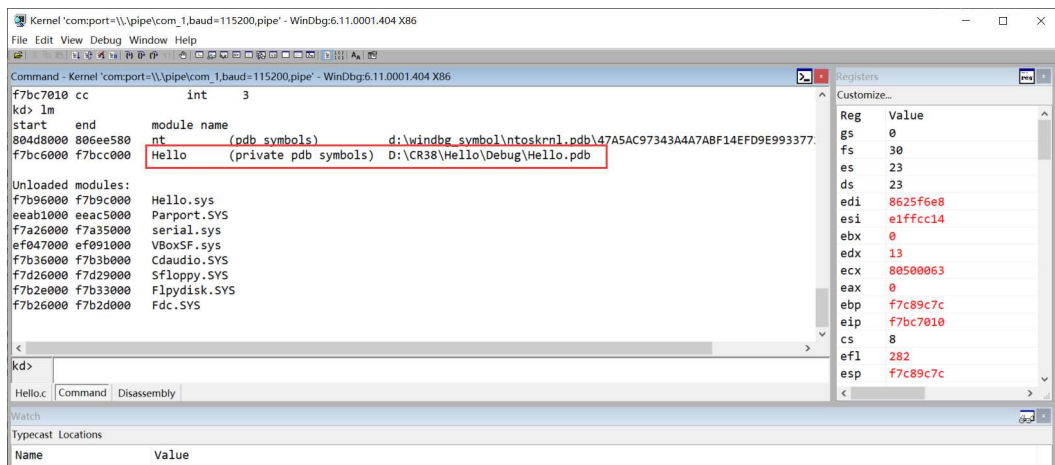 Kernel 'com:port=\\.\pipe\com_1,baud=115200,pipe' - WinDbg:6.11.0001.404 X86
File Edit View Debug Window Help
Command - Kernel 'com:port=\\.\pipe\com_1,baud=115200,pipe' - WinDbg:6.11.0001.404 X86
f7bc7010 cc int 3
kd> lm
start end module name
804d8000 806ee580 nt (pdb symbols) d:\windbg_symbol\ntoskrnl.pdb\47A5AC97343A4A7ABF14EFD9E993377
f7bc6000 f7bcc000 Hello (private pdb symbols) D:\CR38\Hello\Debug\Hello.pdb
Unloaded modules:
f7b96000 f7b9c000 Hello.sys
eeab1000 eeac5000 Parport.SYS
f7a26000 f7a35000 serial.sys
ef047000 ef091000 VBoxSF.sys
f7b36000 f7b3b000 Cdaudio.SYS
f7d26000 f7d29000 Sfloppy.SYS
f7b2e000 f7b33000 Flpydisk.SYS
f7b26000 f7b2d000 Fdc.SYS
kd>
Hello.c Command Disassembly
Registers
Customize...
Reg Value
gs 0
fs 30
es 23
ds 23
edi 8625f6e8
esi e1ffcc14
ebx 0
edx 13
ecx 80500063
eax 0
ebp f7c89c7c
eip f7bc7010
cs 8
efl 282
esp f7c89c7c
Watch
Typecast Locations
Name Value